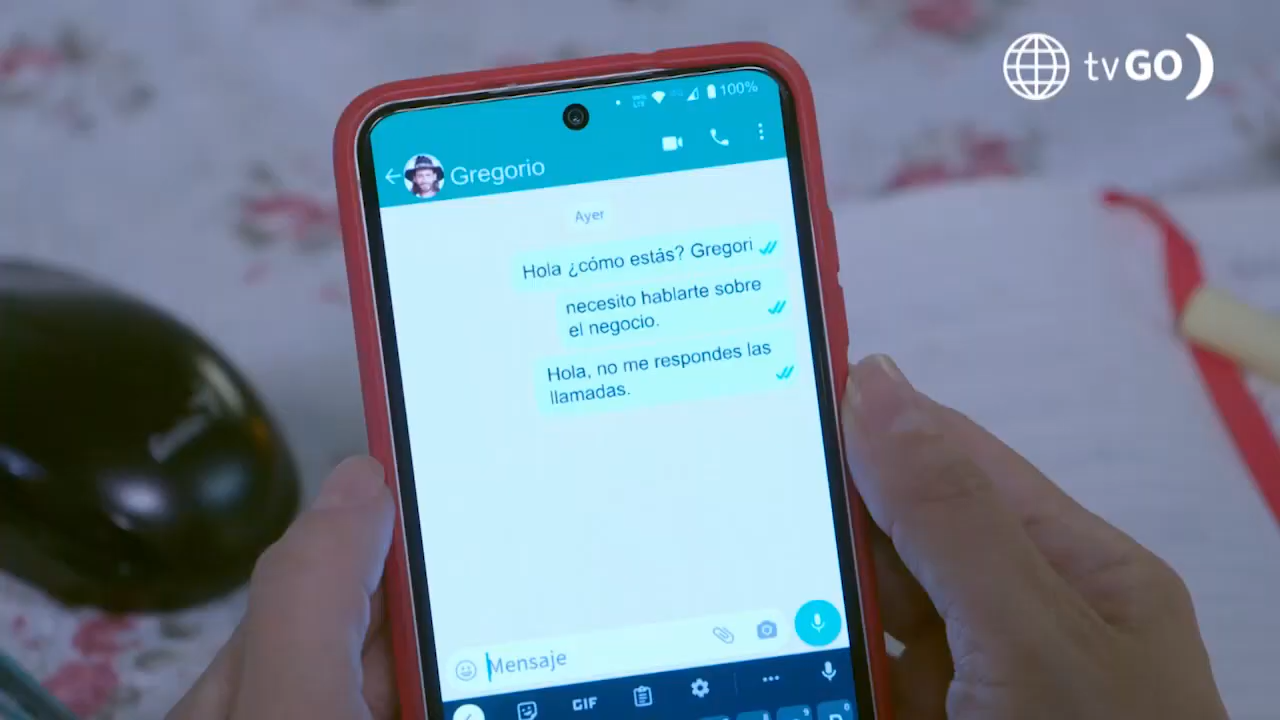 tvGO
100%
Gregorio
Ayer
Hola ¿cómo estás? Gregori
necesito hablarte sobre
el negocio.
Hola, no me respondes las
llamadas.
Mensaje
GIF